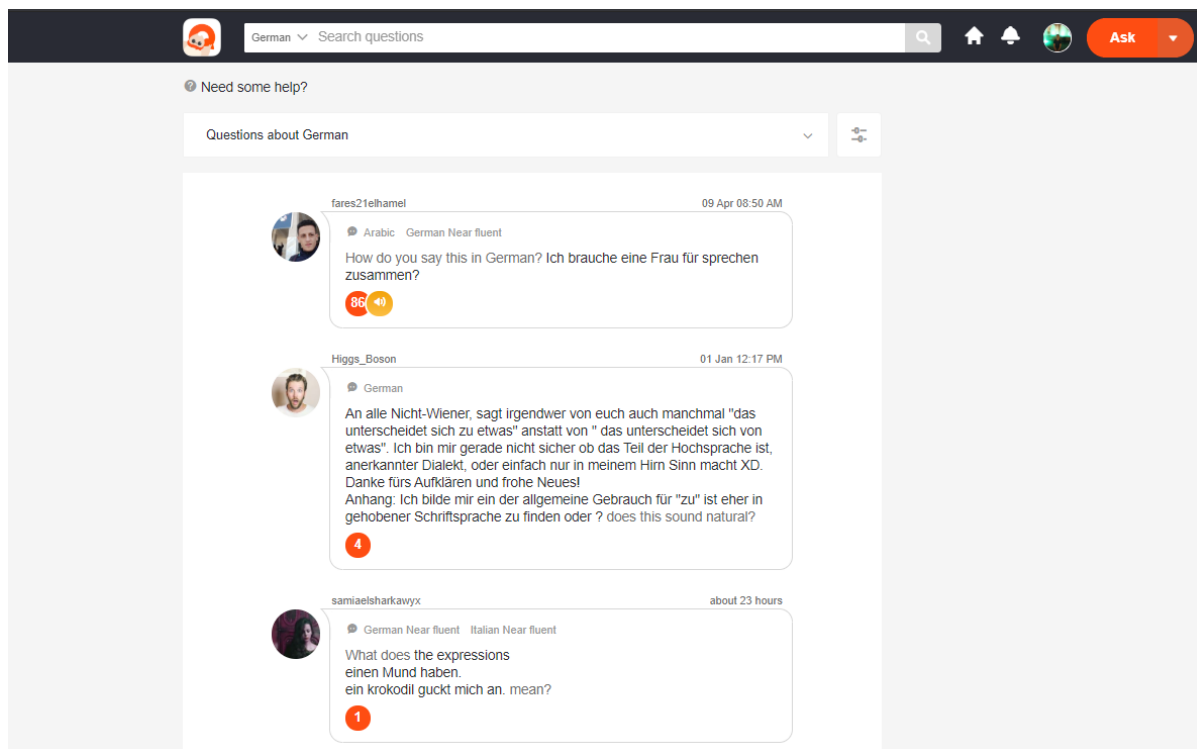 German Search questions
Ask
Need some help?
Questions about German
fares21elhamel 09 Apr 08:50 AM
Arabic German Near fluent
How do you say this in German? Ich brauche eine Frau für sprechen
zusammen?
86
Higgs_Boson 01 Jan 12:17 PM
German
An alle Nicht-Wiener, sagt irgendwer von euch auch manchmal "das
unterscheidet sich zu etwas" anstatt von " das unterscheidet sich von
etwas". Ich bin mir gerade nicht sicher ob das Teil der Hochsprache ist,
anerkannter Dialekt, oder einfach nur in meinem Hirn Sinn macht XD.
Danke fürs Aufklären und frohe Neues!
Anhang: Ich bilde mir ein der allgemeine Gebrauch für "zu" ist eher in
gehobener Schriftsprache zu finden oder ? does this sound natural?
4
samiaelsharkawyx about 23 hours
German Near fluent Italian Near fluent
What does the expressions
einen Mund haben.
ein krokodil guckt mich an. mean?
1